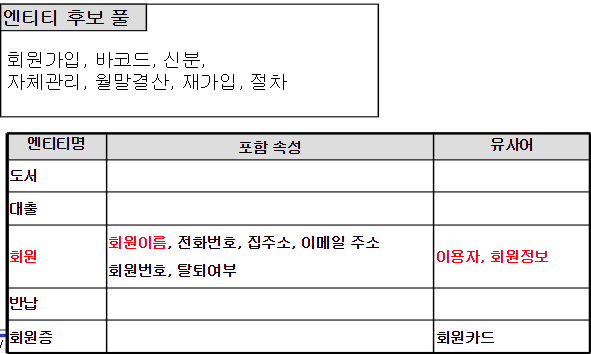 엔티티 후보 풀
회원가입, 바코드, 신분,
자체관리, 월말결산, 재가입, 절차
엔티티명 포함 속성 유사어
도서
대출
회원 회원이름, 전화번호, 집주소, 이메일 주소 이용자, 회원정보
회원번호, 탈퇴여부
반납
회원증 회원카드